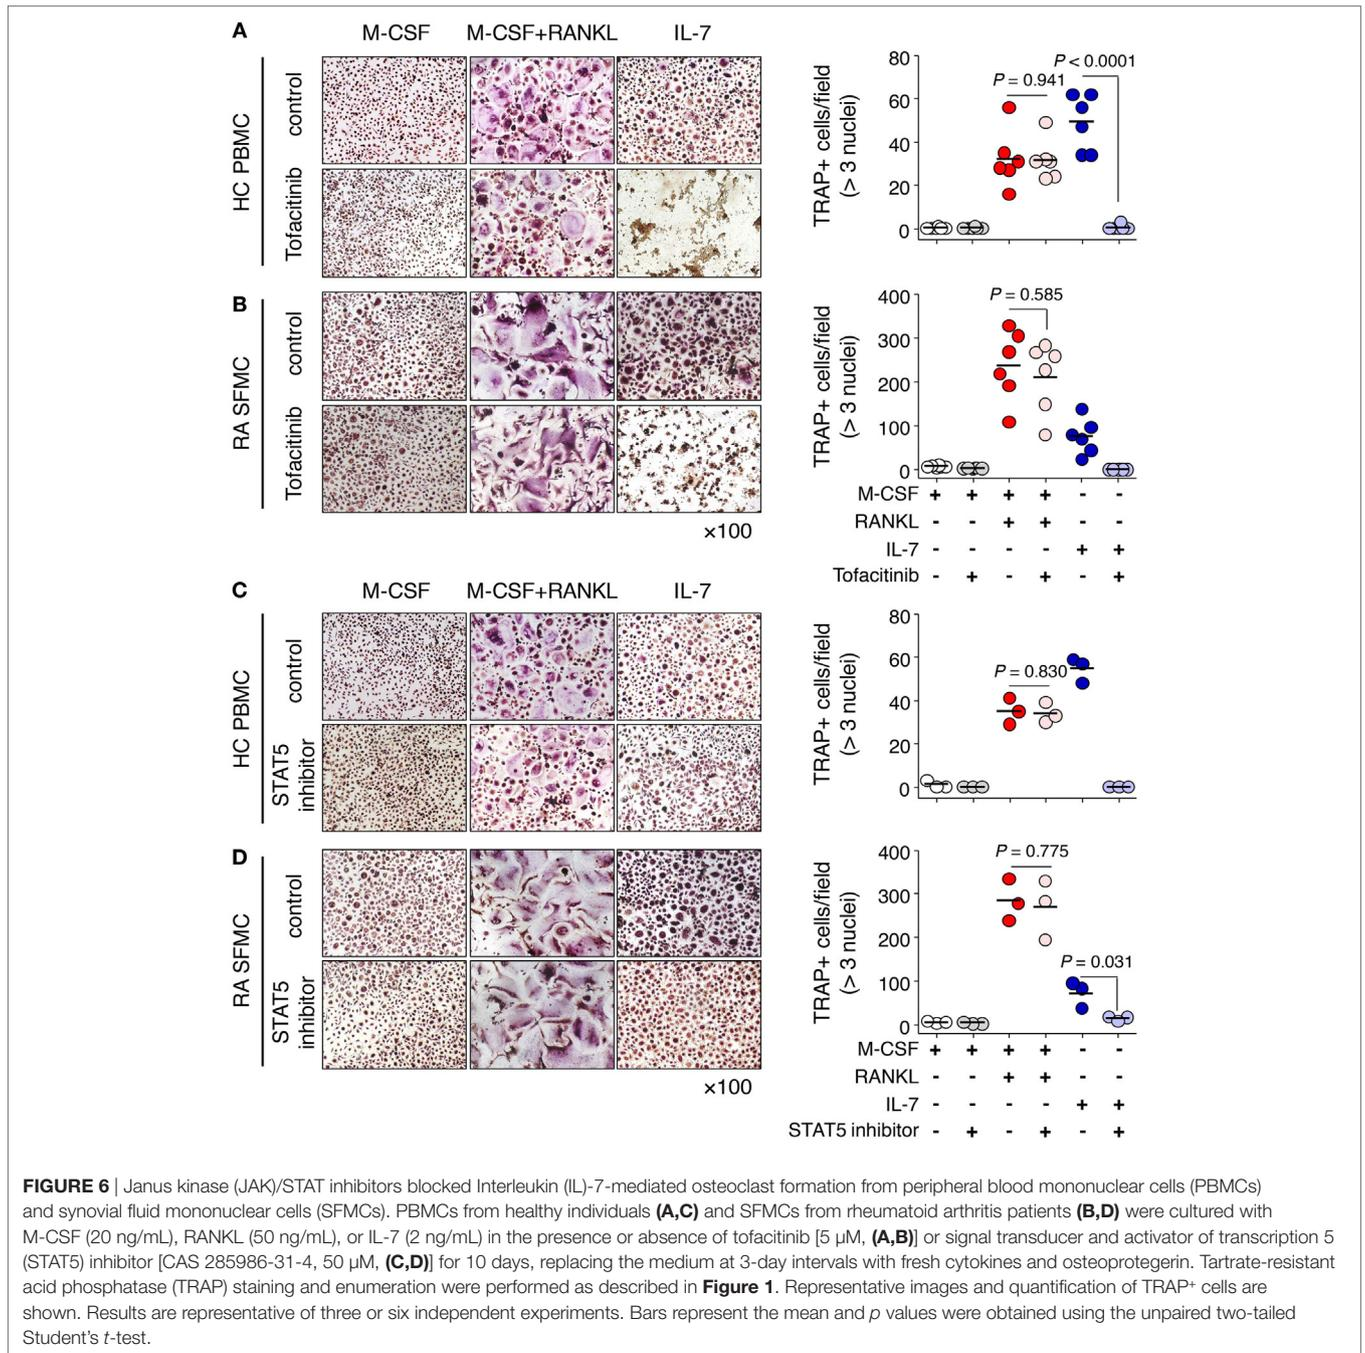 A
M-CSF M-CSF+RANKL IL-7
HC PBMC
control
Tofacitinib
TRAP+ cells/field
(> 3 nuclei)
80
60
40
20
0
P = 0.941
P < 0.0001
B
RA SFMC
control
Tofacitinib
×100
TRAP+ cells/field
(> 3 nuclei)
400
300
200
100
0
P = 0.585
M-CSF + + + + - -
RANKL - - + + - -
IL-7 - - - - + +
Tofacitinib - + - + - +
C
M-CSF M-CSF+RANKL IL-7
HC PBMC
control
STAT5
inhibitor
TRAP+ cells/field
(> 3 nuclei)
80
60
40
20
0
P = 0.830
D
RA SFMC
control
STAT5
inhibitor
×100
TRAP+ cells/field
(> 3 nuclei)
400
300
200
100
0
P = 0.775
P = 0.031
M-CSF + + + + - -
RANKL - - + + - -
IL-7 - - - - + +
STAT5 inhibitor - + - + - +
FIGURE 6 | Janus kinase (JAK)/STAT inhibitors blocked Interleukin (IL)-7-mediated osteoclast formation from peripheral blood mononuclear cells (PBMCs)
and synovial fluid mononuclear cells (SFMCs). PBMCs from healthy individuals (A,C) and SFMCs from rheumatoid arthritis patients (B,D) were cultured with
M-CSF (20 ng/mL), RANKL (50 ng/mL), or IL-7 (2 ng/mL) in the presence or absence of tofacitinib [5 µM, (A,B)] or signal transducer and activator of transcription 5
(STAT5) inhibitor [CAS 285986-31-4, 50 µM, (C,D)] for 10 days, replacing the medium at 3-day intervals with fresh cytokines and osteoprotegerin. Tartrate-resistant
acid phosphatase (TRAP) staining and enumeration were performed as described in Figure 1. Representative images and quantification of TRAP⁺ cells are
shown. Results are representative of three or six independent experiments. Bars represent the mean and p values were obtained using the unpaired two-tailed
Student's t-test.